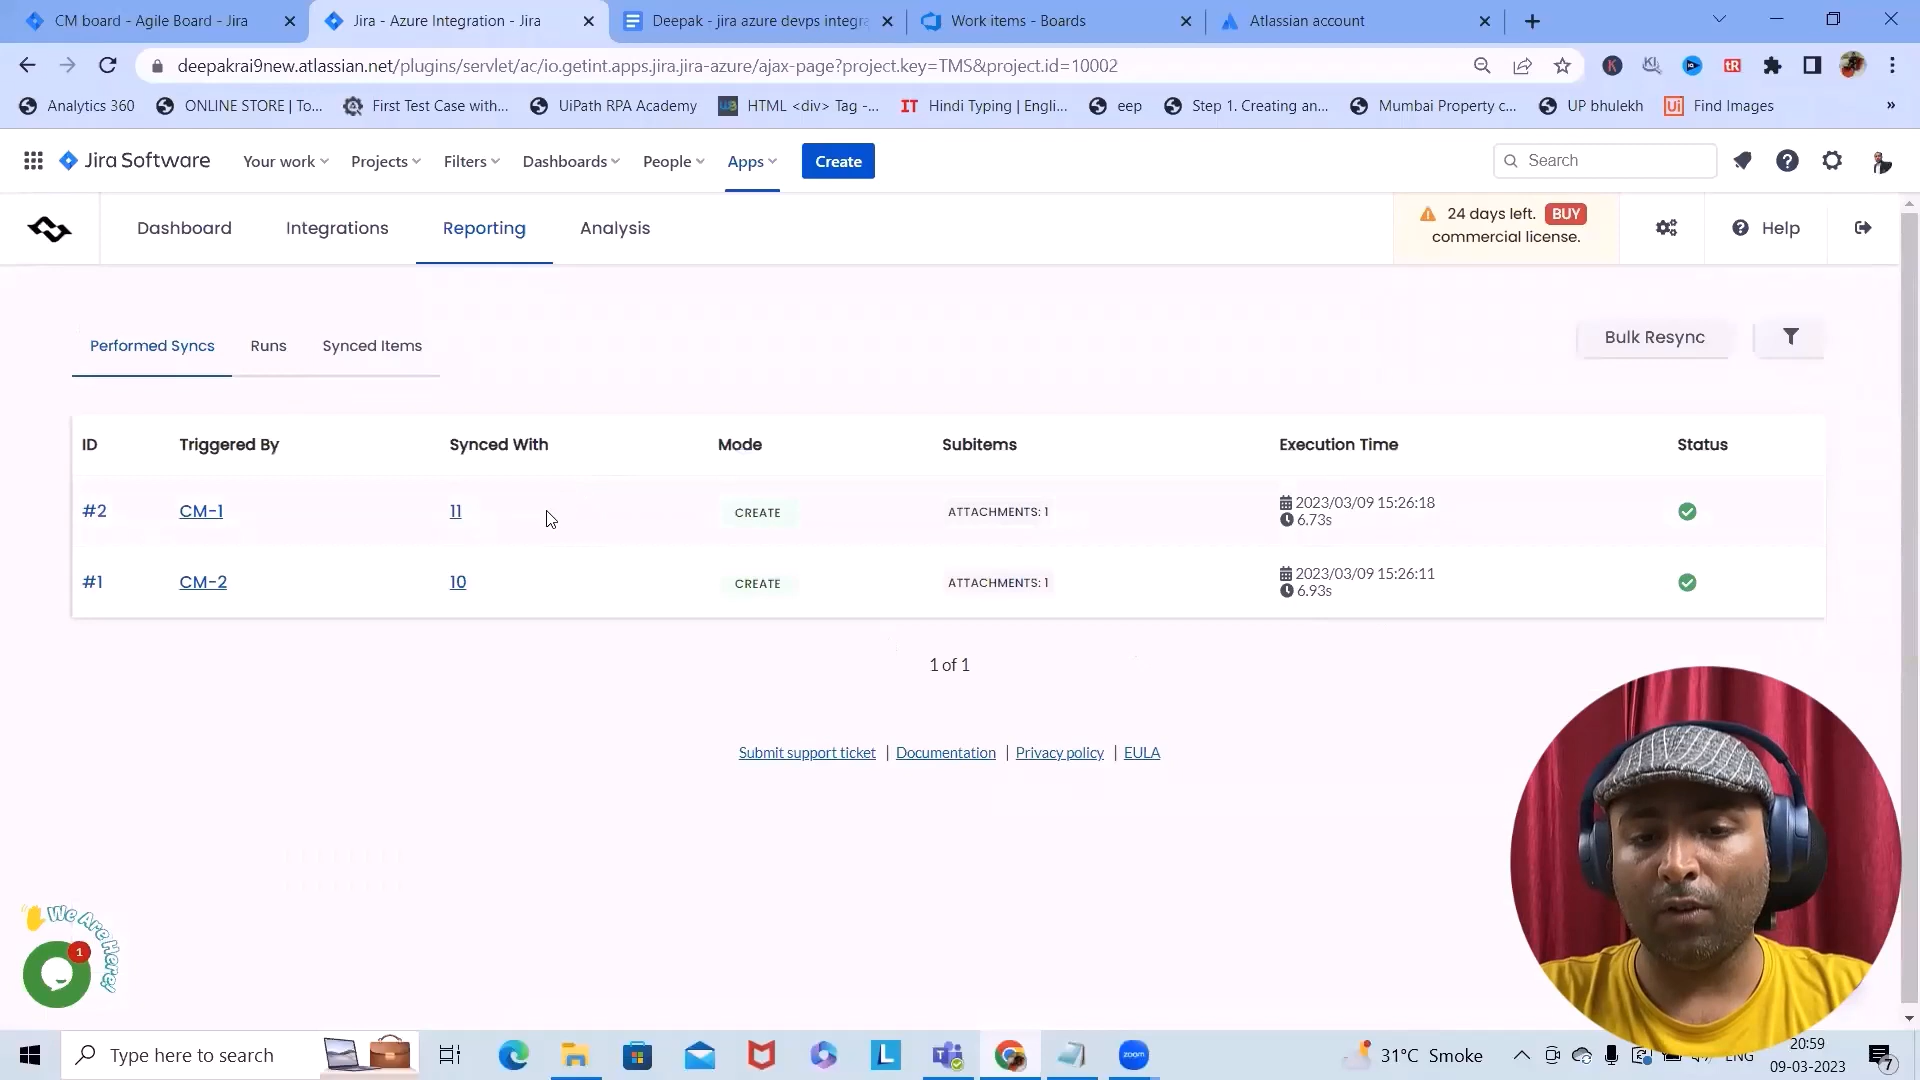 CM board - Agile Board - Jira
Jira - Azure Integration - Jira
Deepak - jira azure devps integra
Work items - Boards
Atlassian account
deepakrai9new.atlassian.net/plugins/servlet/ac/io.getint.apps.jira.jira-azure/ajax-page?project.key=TMS&project.id=10002
Analytics 360
ONLINE STORE | To...
First Test Case with...
UiPath RPA Academy
HTML <div> Tag -...
IT Hindi Typing | Engli...
eep
Step 1. Creating an...
Mumbai Property c...
UP bhulekh
Ui Find Images
»
Jira Software
Your work
Projects
Filters
Dashboards
People
Apps
Create
Search
Dashboard
Integrations
Reporting
Analysis
24 days left. BUY
commercial license.
Help
Performed Syncs
Runs
Synced Items
Bulk Resync
ID Triggered By Synced With Mode Subitems Execution Time Status
#2 CM-1 11 CREATE ATTACHMENTS: 1 2023/03/09 15:26:18
6.73s
#1 CM-2 10 CREATE ATTACHMENTS: 1 2023/03/09 15:26:11
6.93s
1 of 1
Submit support ticket | Documentation | Privacy policy | EULA
We Are Here!
1
Type here to search
L
zoom
31°C Smoke
ENG
20:59
09-03-2023
7